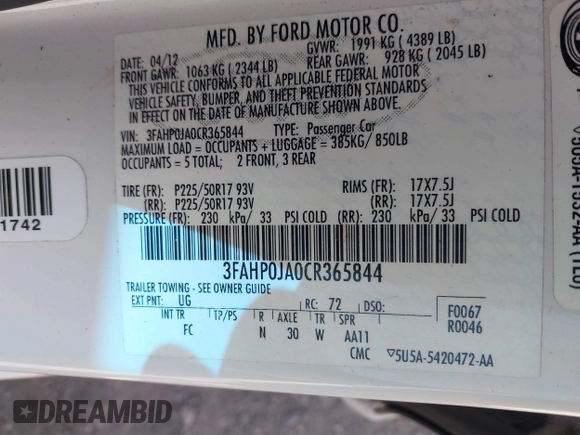 MFD. BY FORD MOTOR CO.
DATE: 04/12 GVWR: 1991 KG ( 4389 LB)
FRONT GAWR: 1063 KG ( 2344 LB) REAR GAWR: 928 KG ( 2045 LB)
THIS VEHICLE CONFORMS TO ALL APPLICABLE FEDERAL MOTOR
VEHICLE SAFETY, BUMPER, AND THEFT PREVENTION STANDARDS
IN EFFECT ON THE DATE OF MANUFACTURE SHOWN ABOVE.
VIN: 3FAHP0JA0CR365844 TYPE: Passenger Car
MAXIMUM LOAD = OCCUPANTS + LUGGAGE = 385KG/ 850LB
OCCUPANTS = 5 TOTAL; 2 FRONT, 3 REAR
TIRE (FR): P225/50R17 93V RIMS (FR): 17X7.5J
(RR): P225/50R17 93V (RR): 17X7.5J
PRESSURE (FR): 230 kPa/ 33 PSI COLD (RR): 230 kPa/ 33 PSI COLD
3FAHP0JA0CR365844
TRAILER TOWING - SEE OWNER GUIDE
EXT PNT: UG RC: 72 DSO: F0067
INT TR TP/PS R AXLE TR SPR R0046
FC N 30 W AA11
CMC ▽5U5A-5420472-AA
1742
DREAMBID